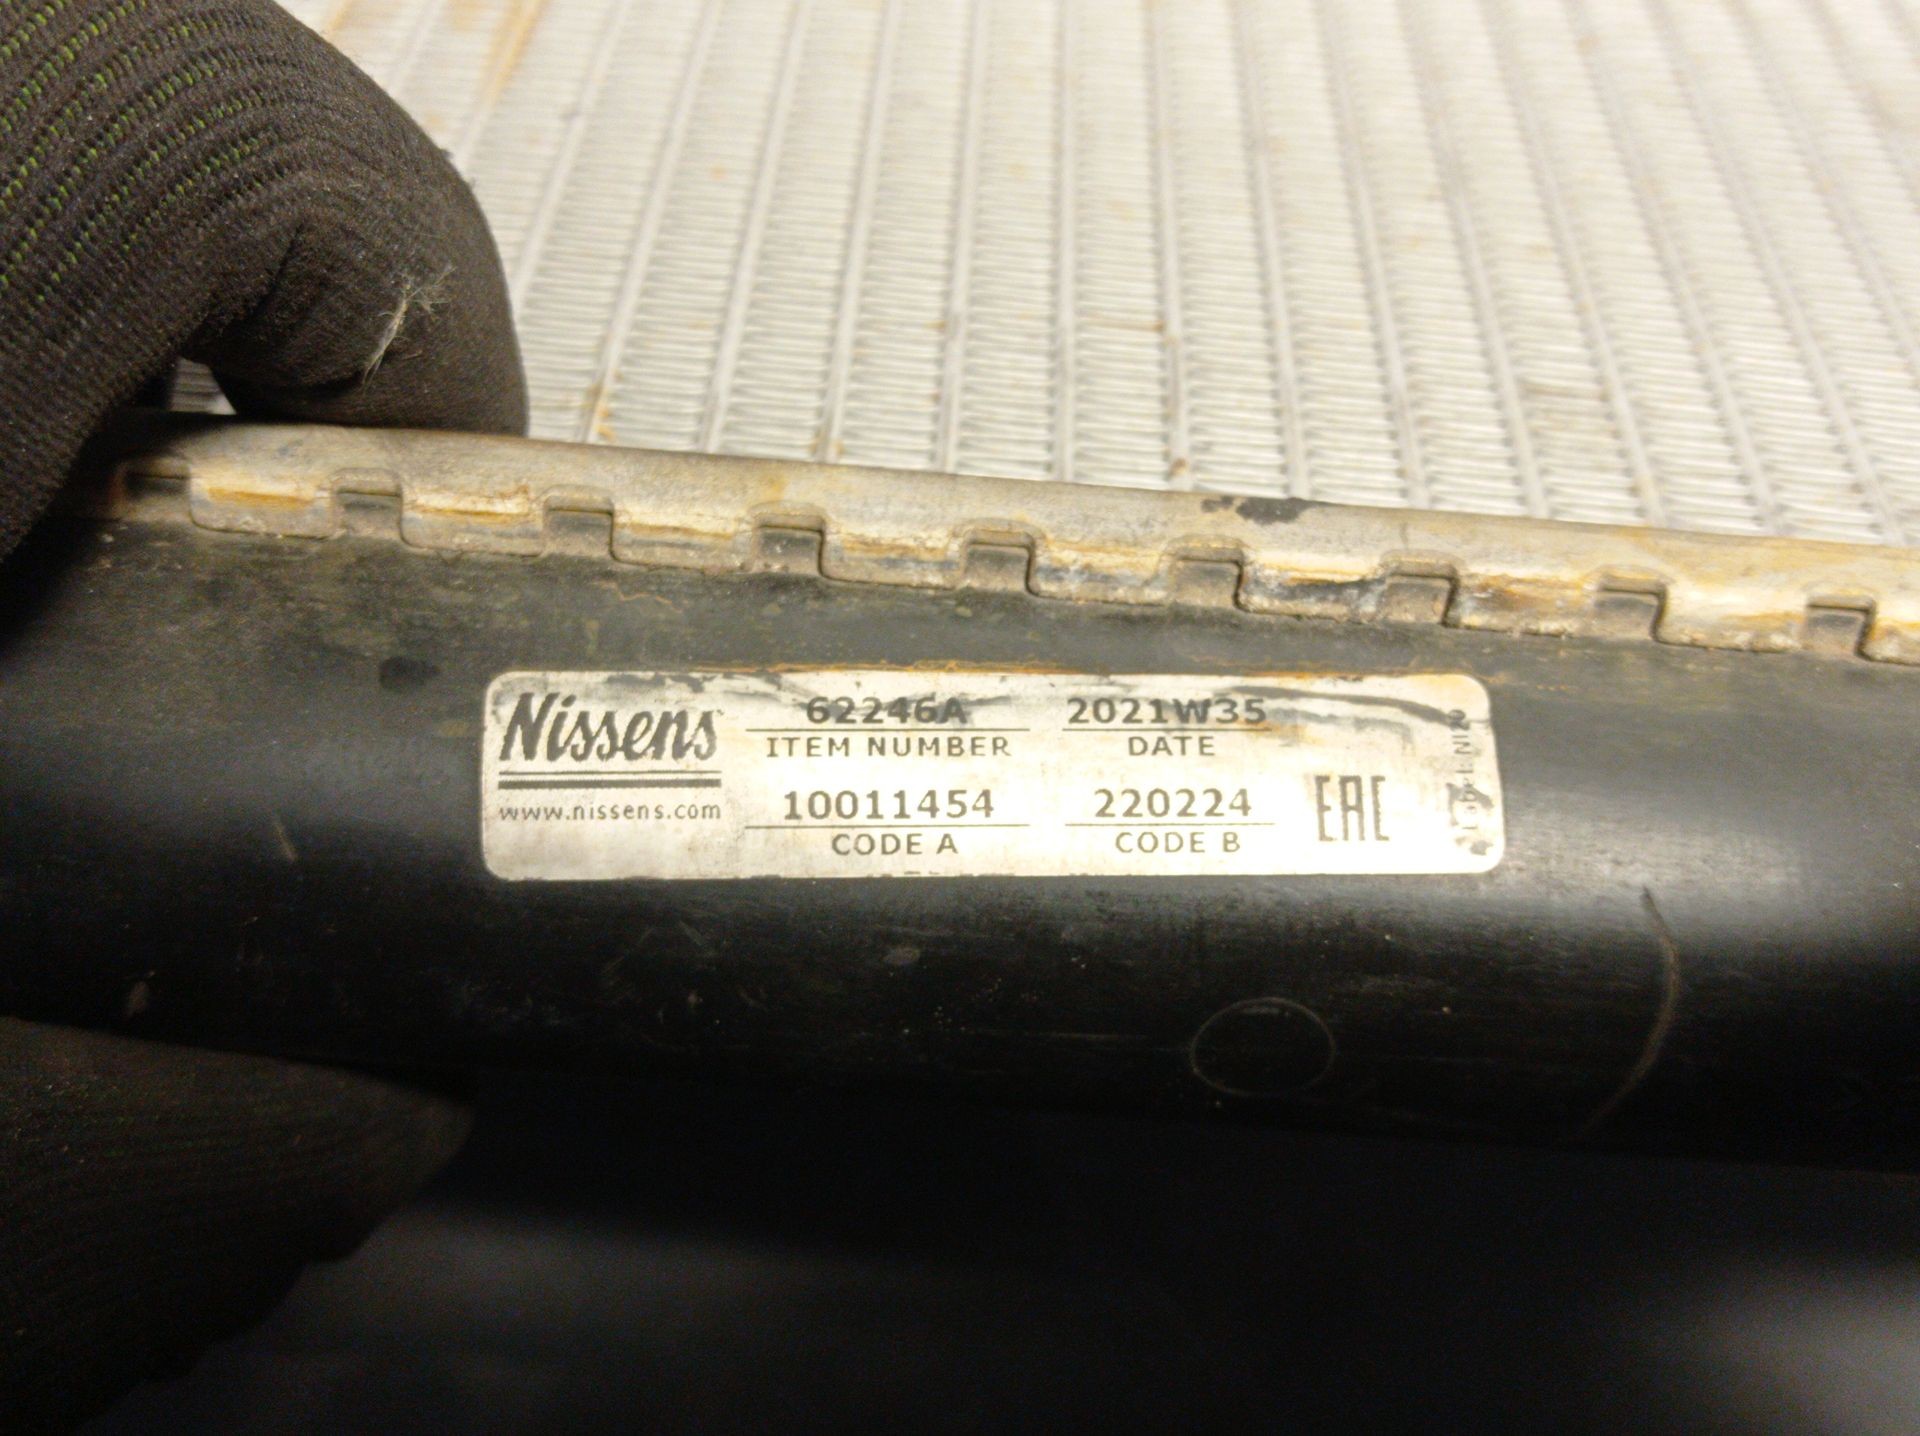 Nissens
www.nissens.com
62246A
ITEM NUMBER
2021W35
DATE
10011454
CODE A
220224
CODE B
EAC